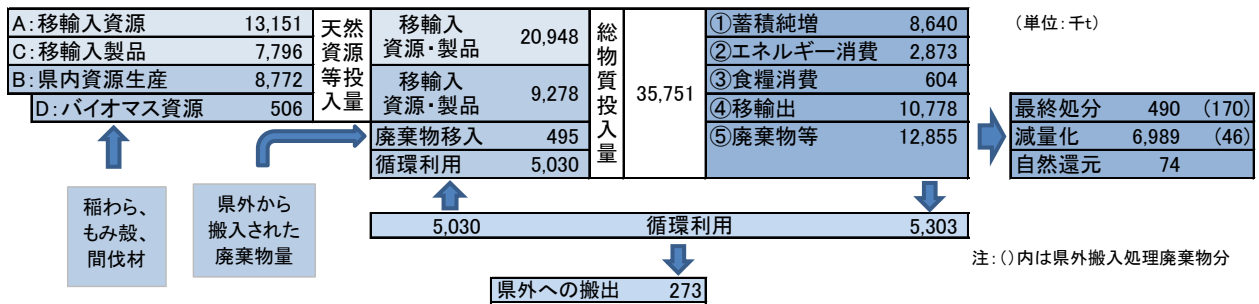 A:移輸入資源 13,151
C:移輸入製品 7,796
B:県内資源生産 8,772
D:バイオマス資源 506
天然
資源
等投
入量
移輸入
資源・製品 20,948
移輸入
資源・製品 9,278
廃棄物移入 495
循環利用 5,030
総
物
質
投
入
量
35,751
①蓄積純増 8,640
②エネルギー消費 2,873
③食糧消費 604
④移輸出 10,778
⑤廃棄物等 12,855
(単位:千t)
最終処分 490 (170)
減量化 6,989 (46)
自然還元 74
稲わら、
もみ殻、
間伐材
県外から
搬入された
廃棄物量
5,030 循環利用 5,303
注:()内は県外搬入処理廃棄物分
県外への搬出 273